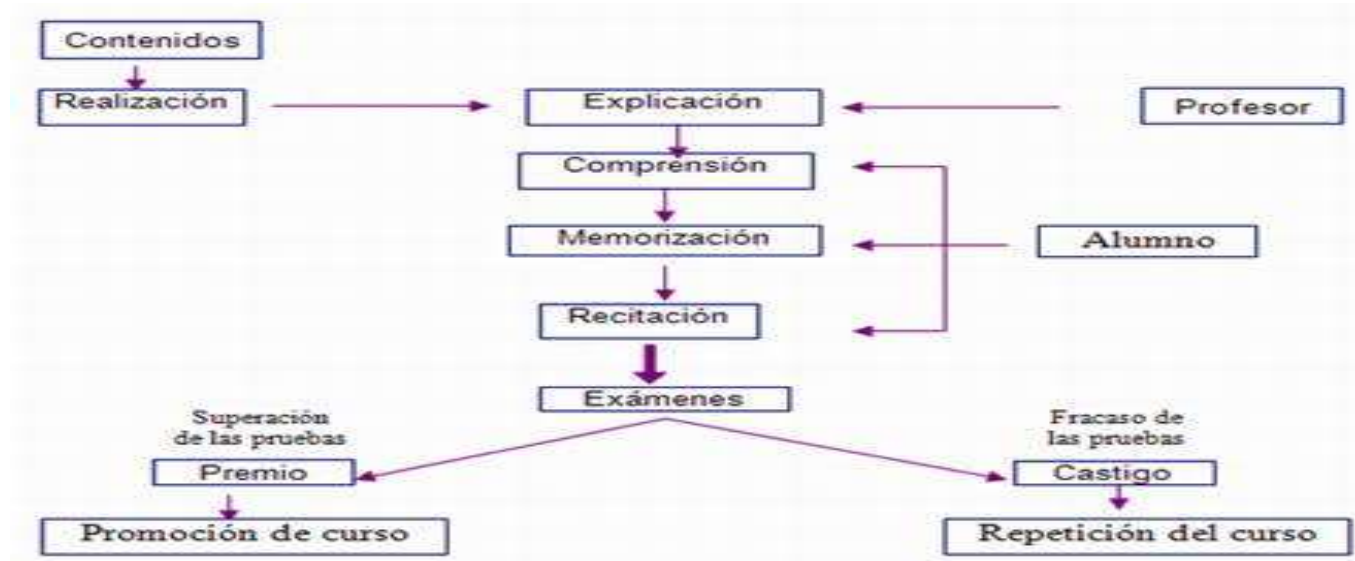 Contenidos
Realización
Explicación
Profesor
Comprensión
Memorización
Alumno
Recitación
Exámenes
Superación
de las pruebas
Fracaso de
las pruebas
Premio
Castigo
Promoción de curso
Repetición del curso